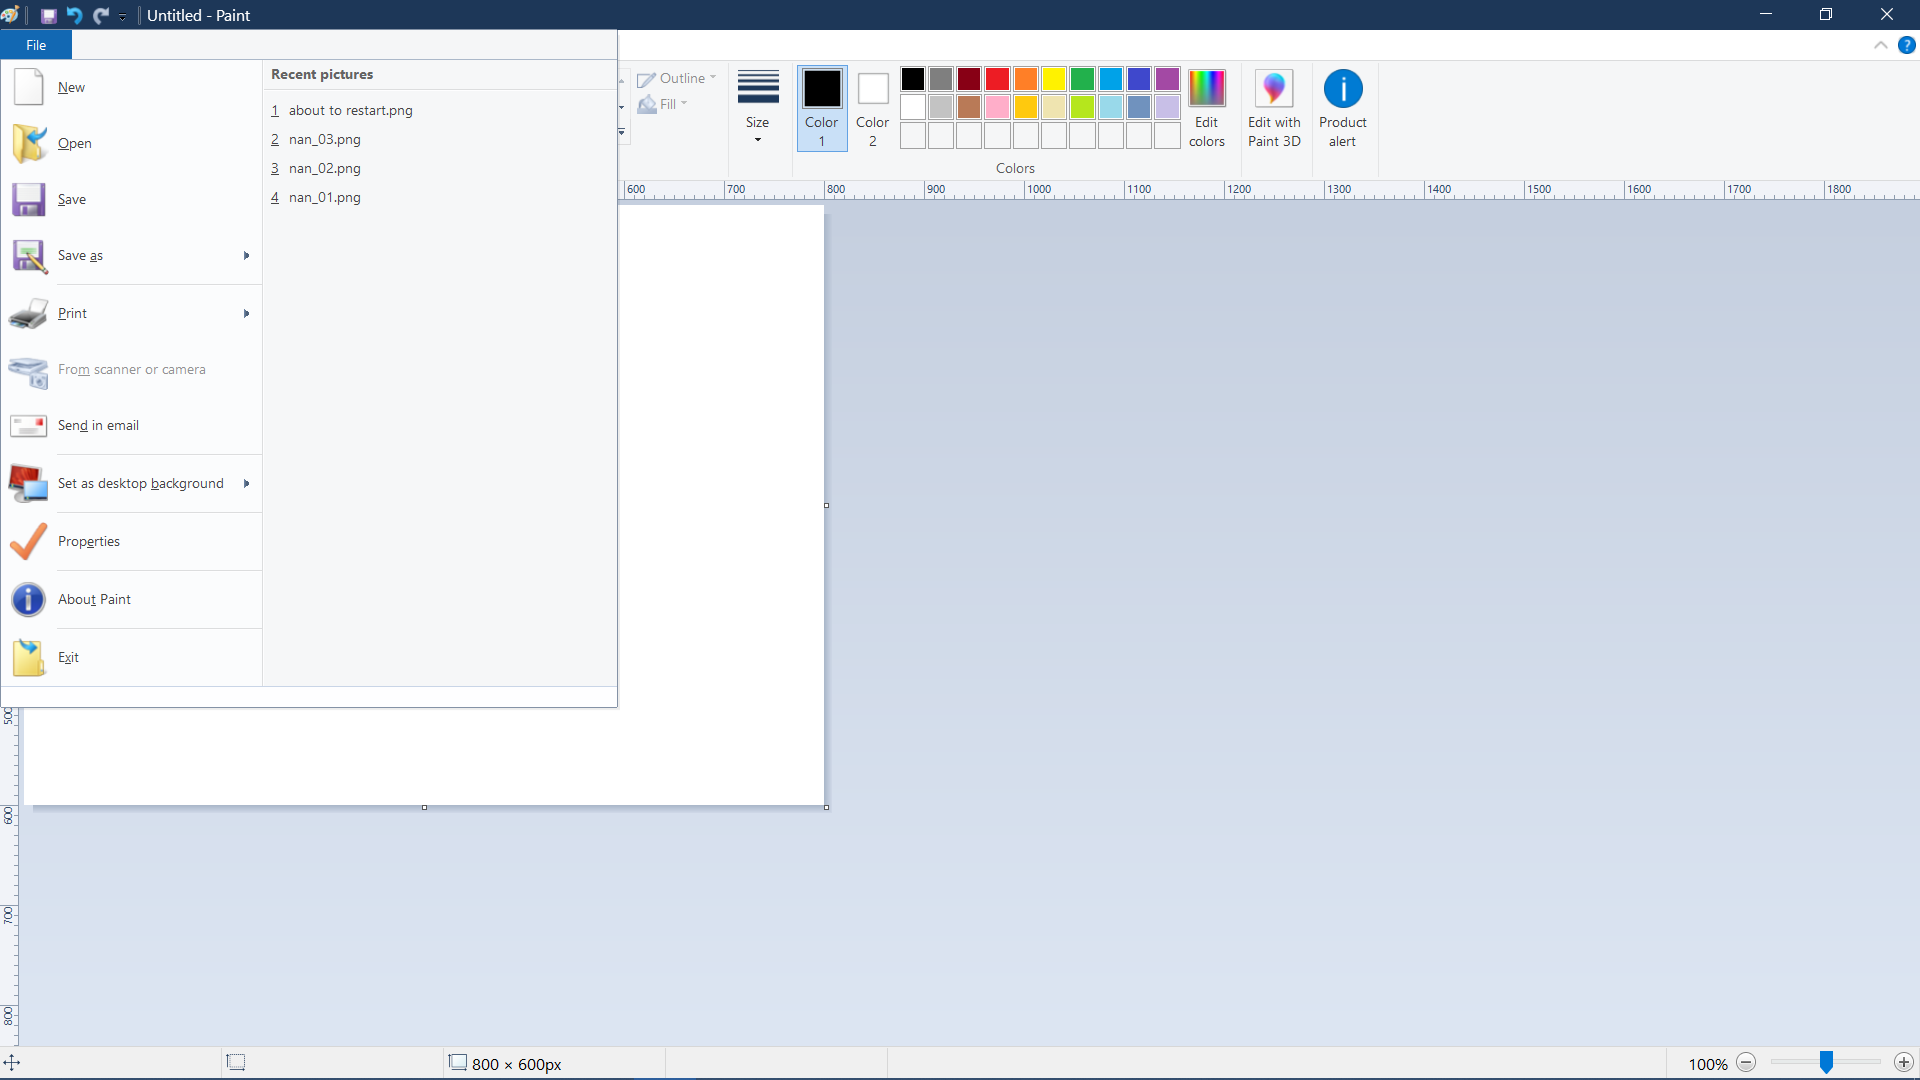 Untitled - Paint
File
New
Open
Save
Save as
Print
From scanner or camera
Send in email
Set as desktop background
Properties
About Paint
Exit
Recent pictures
1 about to restart.png
2 nan_03.png
3 nan_02.png
4 nan_01.png
Outline
Fill
Size
Color
1
Color
2
Edit
colors
Colors
Edit with
Paint 3D
Product
alert
600 700 800 900 1000 1100 1200 1300 1400 1500 1600 1700 1800
500
600
700
800
800 × 600px
100%